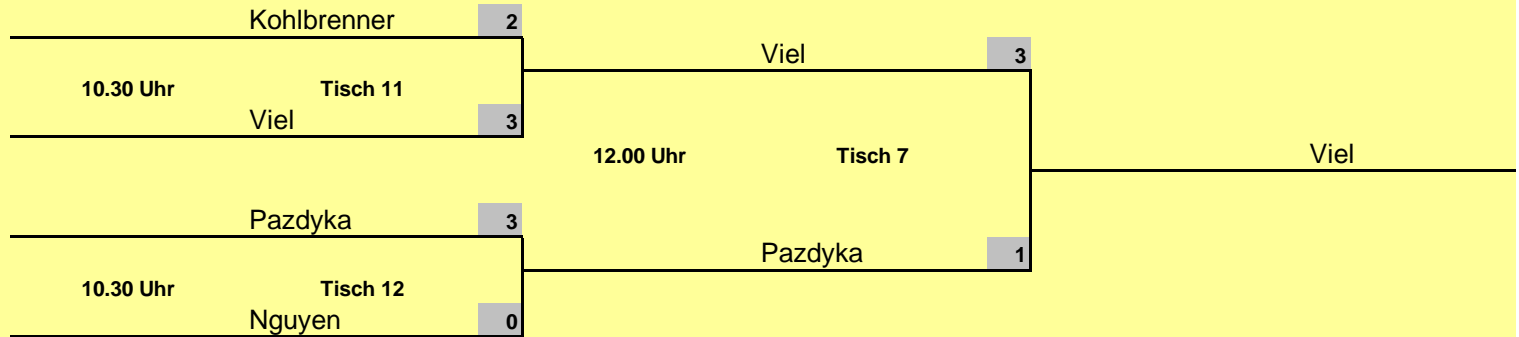 Kohlbrenner 2
Viel 3
10.30 Uhr Tisch 11
Viel 3
12.00 Uhr Tisch 7
Viel
Pazdyka 3
Pazdyka 1
10.30 Uhr Tisch 12
Nguyen 0